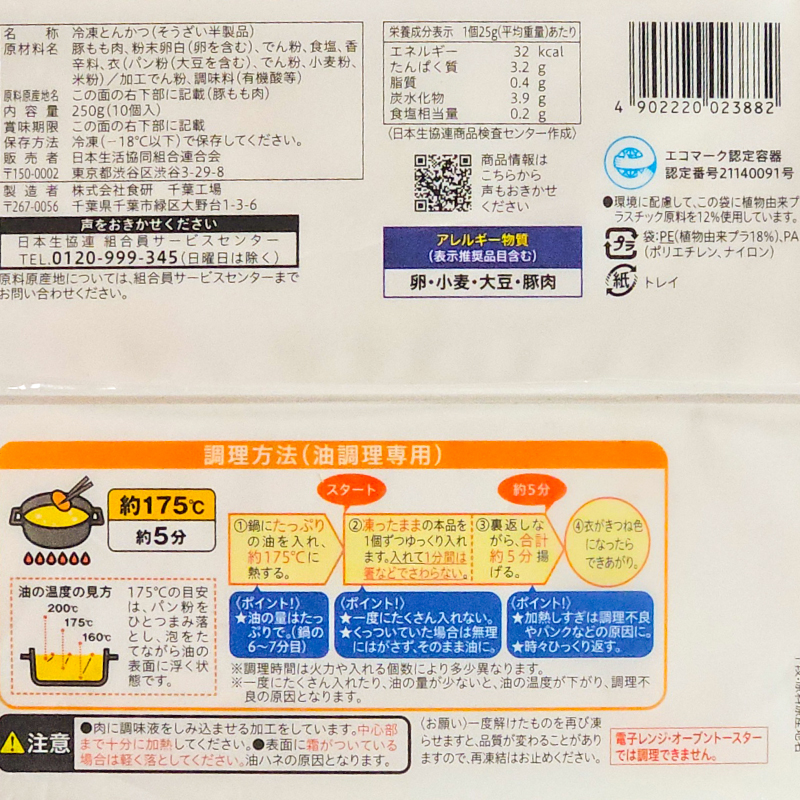 名称 冷凍とんかつ(そうざい半製品)
原材料名 豚もも肉、粉末卵白(卵を含む)、でん粉、食塩、香
辛料、衣(パン粉(大豆を含む)、でん粉、小麦粉、
米粉)/加工でん粉、調味料(有機酸等)
原料原産地名 この面の右下部に記載(豚もも肉)
内容量 250g(10個入)
賞味期限 この面の右下部に記載
保存方法 冷凍(−18℃以下)で保存してください。
販売者 日本生活協同組合連合会
〒150-0002 東京都渋谷区渋谷3-29-8
製造者 株式会社食研 千葉工場
〒267-0056 千葉県千葉市緑区大野台1-3-6
声をおきかせください
日本生協連 組合員サービスセンター
TEL.0120-999-345(日曜日は除く)
原料原産地については、組合員サービスセンターまで
お問い合わせください。
栄養成分表示 1個25g(平均重量)あたり
エネルギー 32 kcal
たんぱく質 3.2 g
脂質 0.4 g
炭水化物 3.9 g
食塩相当量 0.2 g
(日本生協連商品検査センター作成)
商品情報は
こちらから
声もおきかせ
ください
アレルギー物質
(表示推奨品目含む)
卵・小麦・大豆・豚肉
4 902220 023882
エコマーク認定容器
認定番号21140091号
●環境に配慮して、この袋に植物由来プ
ラスチック原料を12%使用しています。
プラ
袋:PE(植物由来プラ18%)、PA
(ポリエチレン、ナイロン)
紙 トレイ
調理方法(油調理専用)
約175℃
約5分
油の温度の見方
200℃
175℃
160℃
175℃の目安
は、パン粉を
ひとつまみ落
とし、泡をた
てながら油の
表面に浮く状
態です。
スタート
約5分
①鍋にたっぷり
の油を入れ、
約175℃に
熱する。
②凍ったままの本品を
1個ずつゆっくり入れ
ます。入れて1分間は
箸などでさわらない。
③裏返しな
がら、合計
約5分揚
げる。
④衣がきつね色
になったら
できあがり。
〈ポイント!〉
★油の量はたっ
ぷりで。(鍋の
6〜7分目)
〈ポイント!〉
★一度にたくさん入れない。
★くっついていた場合は無理
にはがさず、そのまま油に。
〈ポイント!〉
★加熱しすぎは調理不良
やパンクなどの原因に。
★時々ひっくり返す。
※調理時間は火力や入れる個数により多少異なります。
※一度にたくさん入れたり、油の量が少ないと、油の温度が下がり、調理不
良の原因となります。
注意
●肉に調味液をしみ込ませる加工をしています。中心部
まで十分に加熱してください。●表面に霜がついている
場合は軽く落としてください。油ハネの原因となります。
(お願い)一度解けたものを再び凍
らせますと、品質が変わることがあり
ますので、再凍結はお止めください。
電子レンジ・オーブントースター
では調理できません。